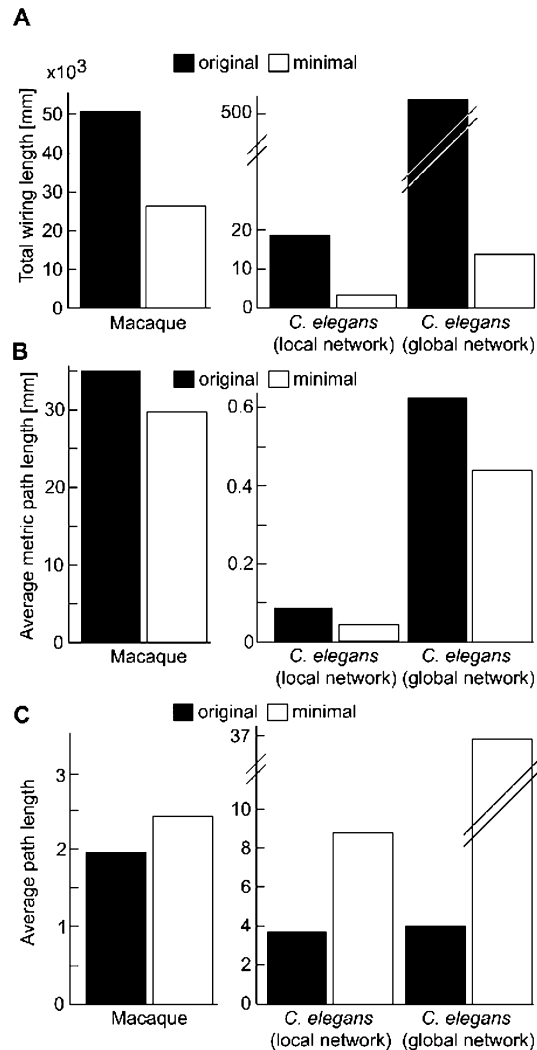 A
original minimal
x10³
Total wiring length [mm]
50
40
30
20
10
0
Macaque
500
20
10
0
C. elegans
(local network)
C. elegans
(global network)
B
original minimal
Average metric path length [mm]
30
20
10
0
Macaque
0.6
0.4
0.2
0
C. elegans
(local network)
C. elegans
(global network)
C
original minimal
Average path length
3
2
1
0
Macaque
37
10
8
6
4
2
0
C. elegans
(local network)
C. elegans
(global network)